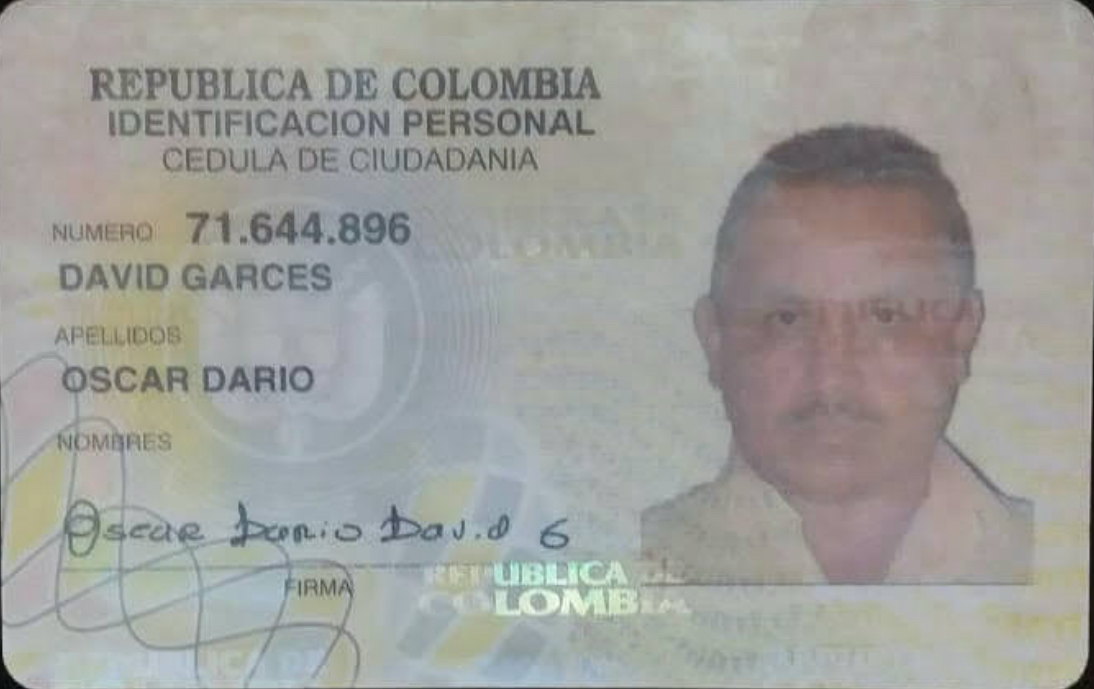 REPUBLICA DE COLOMBIA
IDENTIFICACION PERSONAL
CEDULA DE CIUDADANIA
NUMERO 71.644.896
DAVID GARCES
APELLIDOS
OSCAR DARIO
NOMBRES
Oscar Dario David G
FIRMA
REPUBLICA DE
COLOMBIA